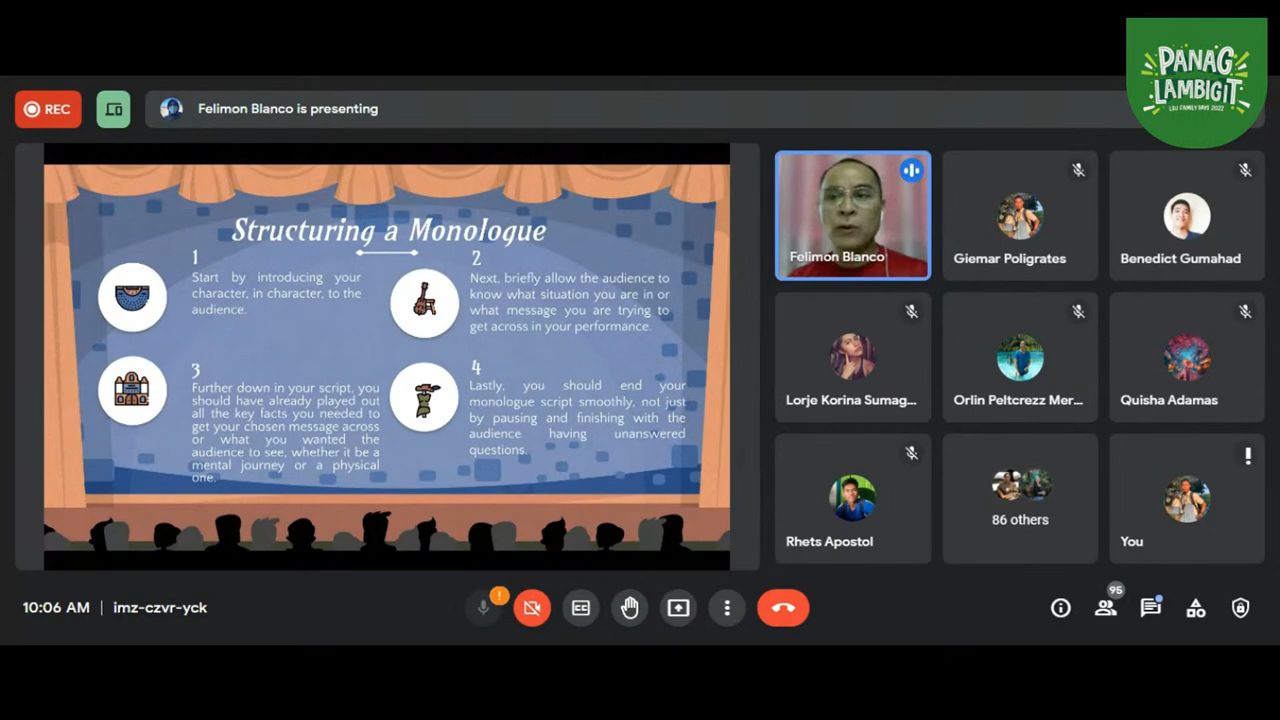 PANAG
LAMBIGIT
LSU FAMILY DAYS 2022
REC
Felimon Blanco is presenting
Structuring a Monologue
1
Start by introducing your
character, in character, to the
audience.
2
Next, briefly allow the audience to
know what situation you are in or
what message you are trying to
get across in your performance.
3
Further down in your script, you
should have already played out
all the key facts you needed to
get your chosen message across
or what you wanted the
audience to see, whether it be a
mental journey or a physical
one.
4
Lastly, you should end your
monologue script smoothly, not just
by pausing and finishing with the
audience having unanswered
questions.
Felimon Blanco
Giemar Poligrates
Benedict Gumahad
Lorje Korina Sumag...
Orlin Peltcrezz Mer...
Quisha Adamas
Rhets Apostol
86 others
You
10:06 AM | imz-czvr-yck
CC
95